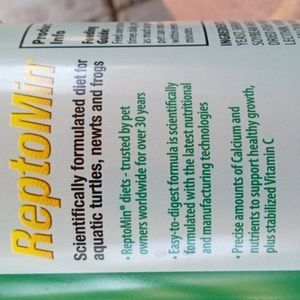 Product
Info
Feeding
Guide
minutes
INGREDIENTS
ReptoMin
Scientifically formulated diet for
aquatic turtles, newts and frogs
• ReptoMin® diets - trusted by pet
owners worldwide for over 30 years
• Easy-to-digest formula is scientifically
formulated with the latest nutritional
and manufacturing technologies
• Precise amounts of Calcium and
nutrients to support healthy growth,
plus stabilized Vitamin C